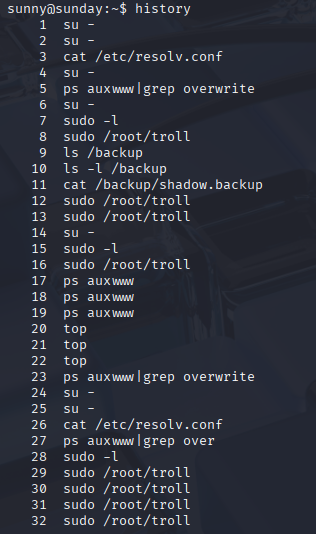 sunny@sunday:~$ history
1 su -
2 su -
3 cat /etc/resolv.conf
4 su -
5 ps auxwww|grep overwrite
6 su -
7 sudo -l
8 sudo /root/troll
9 ls /backup
10 ls -l /backup
11 cat /backup/shadow.backup
12 sudo /root/troll
13 sudo /root/troll
14 su -
15 sudo -l
16 sudo /root/troll
17 ps auxwww
18 ps auxwww
19 ps auxwww
20 top
21 top
22 top
23 ps auxwww|grep overwrite
24 su -
25 su -
26 cat /etc/resolv.conf
27 ps auxwww|grep over
28 sudo -l
29 sudo /root/troll
30 sudo /root/troll
31 sudo /root/troll
32 sudo /root/troll